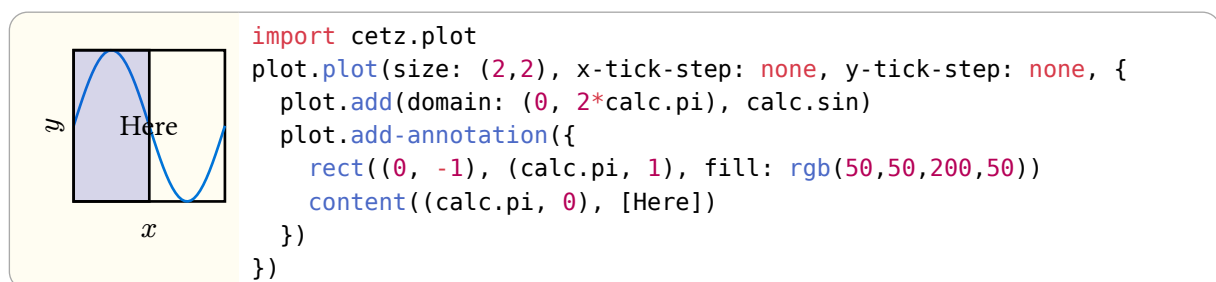 y
Here
x
import cetz.plot
plot.plot(size: (2,2), x-tick-step: none, y-tick-step: none, {
  plot.add(domain: (0, 2*calc.pi), calc.sin)
  plot.add-annotation({
    rect((0, -1), (calc.pi, 1), fill: rgb(50,50,200,50))
    content((calc.pi, 0), [Here])
  })
})